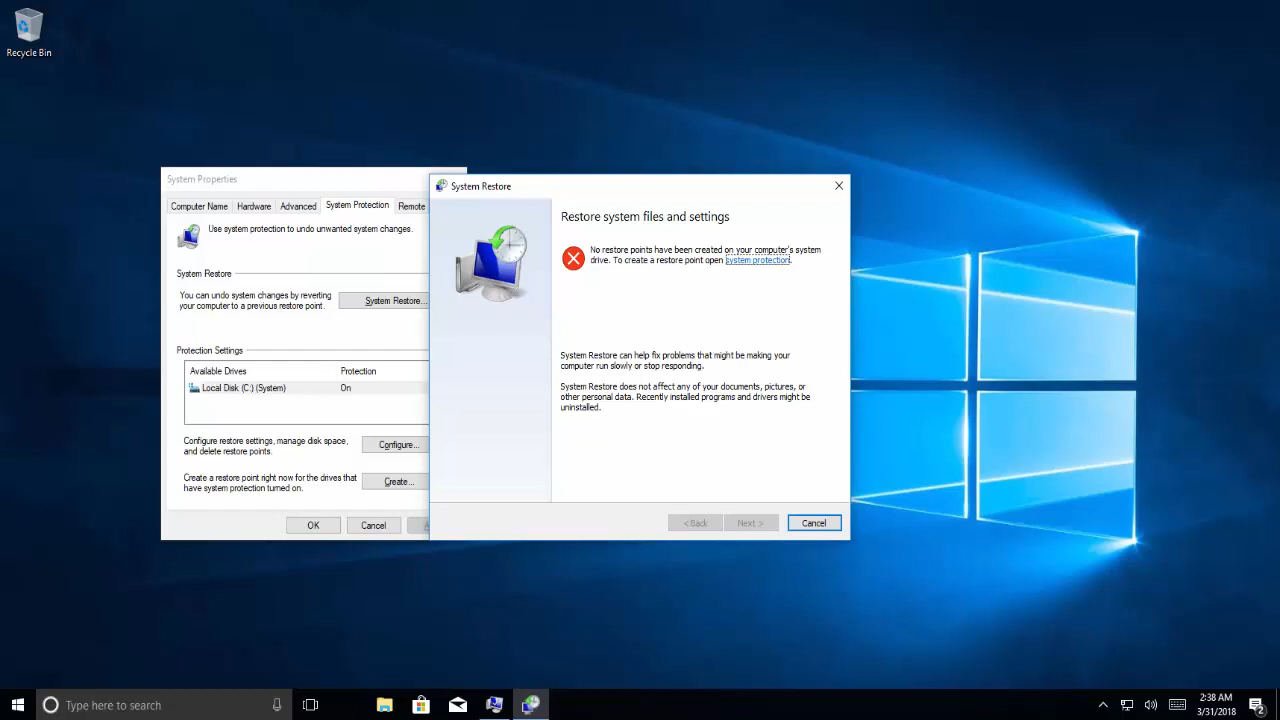 Recycle Bin
System Properties
Computer Name
Hardware
Advanced
System Protection
Remote
Use system protection to undo unwanted system changes.
System Restore
You can undo system changes by reverting
your computer to a previous restore point.
System Restore...
Protection Settings
Available Drives
Protection
Local Disk (C:) (System)
On
Configure restore settings, manage disk space,
and delete restore points.
Configure...
Create a restore point right now for the drives that
have system protection turned on.
Create...
OK
Cancel
System Restore
Restore system files and settings
No restore points have been created on your computer's system
drive. To create a restore point open system protection.
System Restore can help fix problems that might be making your
computer run slowly or stop responding.
System Restore does not affect any of your documents, pictures, or
other personal data. Recently installed programs and drivers might be
uninstalled.
< Back
Next >
Cancel
Type here to search
2:38 AM
3/31/2018
2